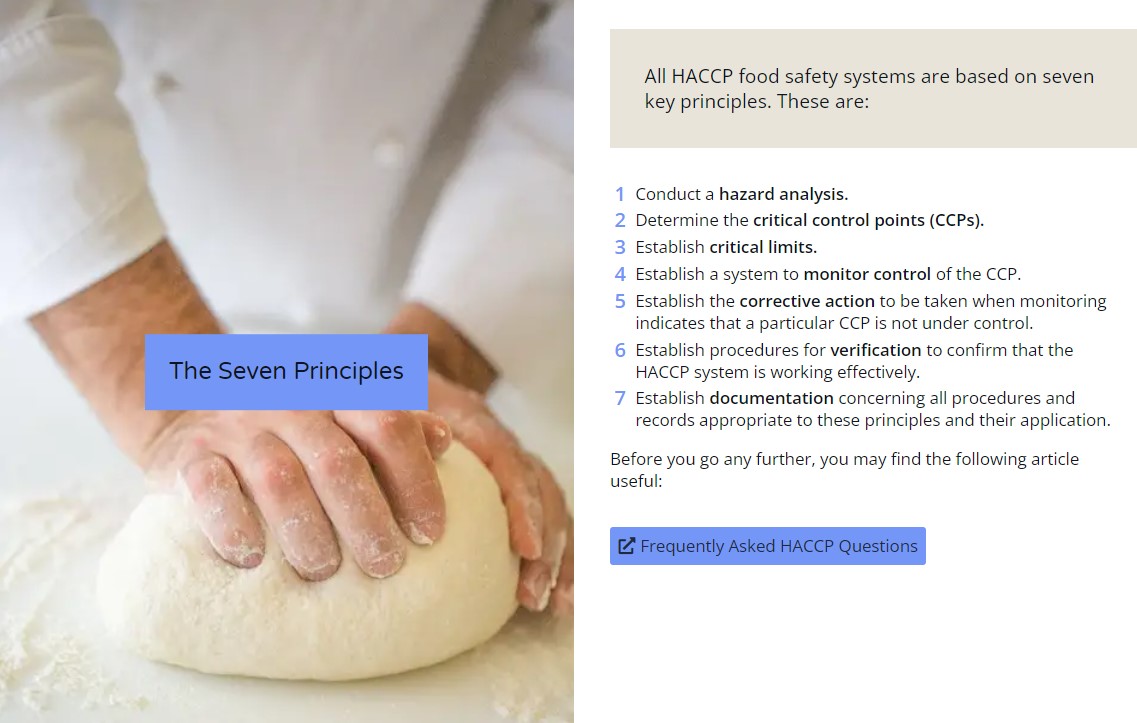 The Seven Principles
All HACCP food safety systems are based on seven
key principles. These are:
1 Conduct a hazard analysis.
2 Determine the critical control points (CCPs).
3 Establish critical limits.
4 Establish a system to monitor control of the CCP.
5 Establish the corrective action to be taken when monitoring
indicates that a particular CCP is not under control.
6 Establish procedures for verification to confirm that the
HACCP system is working effectively.
7 Establish documentation concerning all procedures and
records appropriate to these principles and their application.
Before you go any further, you may find the following article
useful:
Frequently Asked HACCP Questions